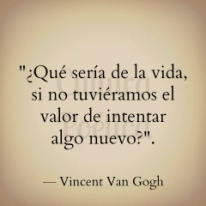 "¿Qué sería de la vida,
si no tuviéramos el
valor de intentar
algo nuevo?".
— Vincent Van Gogh